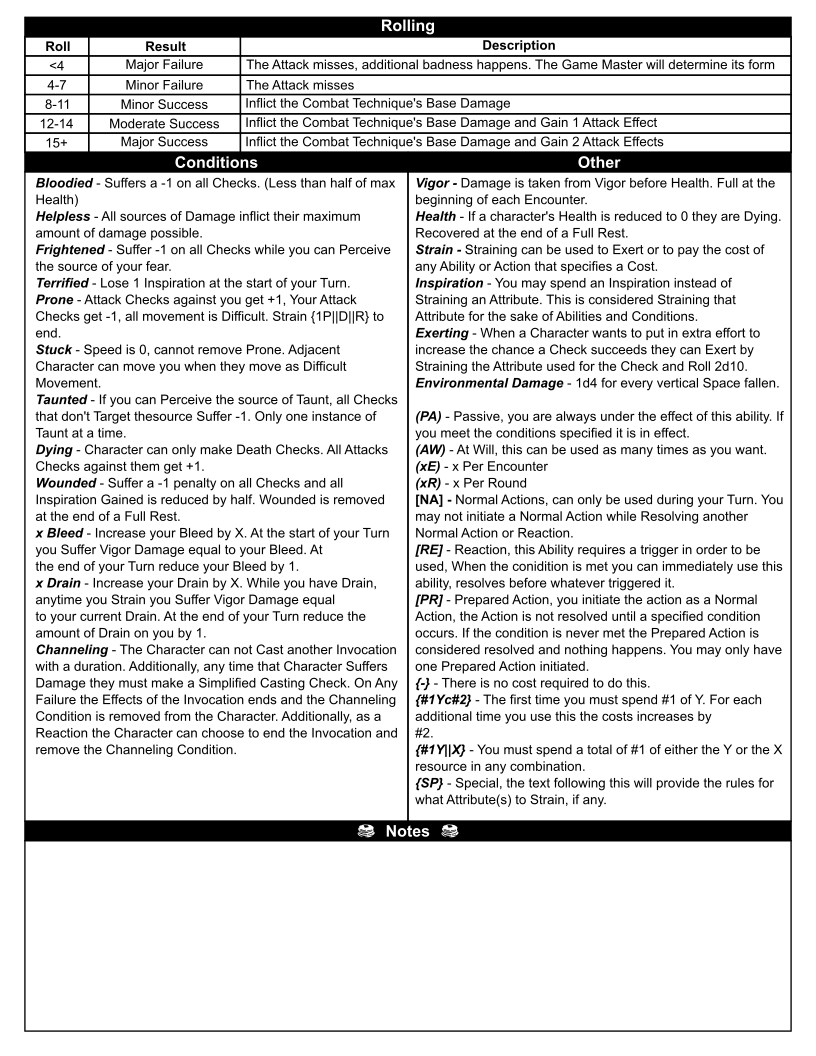 Rolling
Roll Result Description
<4 Major Failure The Attack misses, additional badness happens. The Game Master will determine its form
4-7 Minor Failure The Attack misses
8-11 Minor Success Inflict the Combat Technique's Base Damage
12-14 Moderate Success Inflict the Combat Technique's Base Damage and Gain 1 Attack Effect
15+ Major Success Inflict the Combat Technique's Base Damage and Gain 2 Attack Effects
Conditions
Bloodied - Suffers a -1 on all Checks. (Less than half of max
Health)
Helpless - All sources of Damage inflict their maximum
amount of damage possible.
Frightened - Suffer -1 on all Checks while you can Perceive
the source of your fear.
Terrified - Lose 1 Inspiration at the start of your Turn.
Prone - Attack Checks against you get +1, Your Attack
Checks get -1, all movement is Difficult. Strain {1P||D||R} to
end.
Stuck - Speed is 0, cannot remove Prone. Adjacent
Character can move you when they move as Difficult
Movement.
Taunted - If you can Perceive the source of Taunt, all Checks
that don't Target thesource Suffer -1. Only one instance of
Taunt at a time.
Dying - Character can only make Death Checks. All Attacks
Checks against them get +1.
Wounded - Suffer a -1 penalty on all Checks and all
Inspiration Gained is reduced by half. Wounded is removed
at the end of a Full Rest.
x Bleed - Increase your Bleed by X. At the start of your Turn
you Suffer Vigor Damage equal to your Bleed. At
the end of your Turn reduce your Bleed by 1.
x Drain - Increase your Drain by X. While you have Drain,
anytime you Strain you Suffer Vigor Damage equal
to your current Drain. At the end of your Turn reduce the
amount of Drain on you by 1.
Channeling - The Character can not Cast another Invocation
with a duration. Additionally, any time that Character Suffers
Damage they must make a Simplified Casting Check. On Any
Failure the Effects of the Invocation ends and the Channeling
Condition is removed from the Character. Additionally, as a
Reaction the Character can choose to end the Invocation and
remove the Channeling Condition.
Other
Vigor - Damage is taken from Vigor before Health. Full at the
beginning of each Encounter.
Health - If a character's Health is reduced to 0 they are Dying.
Recovered at the end of a Full Rest.
Strain - Straining can be used to Exert or to pay the cost of
any Ability or Action that specifies a Cost.
Inspiration - You may spend an Inspiration instead of
Straining an Attribute. This is considered Straining that
Attribute for the sake of Abilities and Conditions.
Exerting - When a Character wants to put in extra effort to
increase the chance a Check succeeds they can Exert by
Straining the Attribute used for the Check and Roll 2d10.
Environmental Damage - 1d4 for every vertical Space fallen.
(PA) - Passive, you are always under the effect of this ability. If
you meet the conditions specified it is in effect.
(AW) - At Will, this can be used as many times as you want.
(xE) - x Per Encounter
(xR) - x Per Round
[NA] - Normal Actions, can only be used during your Turn. You
may not initiate a Normal Action while Resolving another
Normal Action or Reaction.
[RE] - Reaction, this Ability requires a trigger in order to be
used, When the condiition is met you can immediately use this
ability, resolves before whatever triggered it.
[PR] - Prepared Action, you initiate the action as a Normal
Action, the Action is not resolved until a specified condition
occurs. If the condition is never met the Prepared Action is
considered resolved and nothing happens. You may only have
one Prepared Action initiated.
{-} - There is no cost required to do this.
{#1Yc#2} - The first time you must spend #1 of Y. For each
additional time you use this the costs increases by
#2.
{#1Y||X} - You must spend a total of #1 of either the Y or the X
resource in any combination.
{SP} - Special, the text following this will provide the rules for
what Attribute(s) to Strain, if any.
Notes